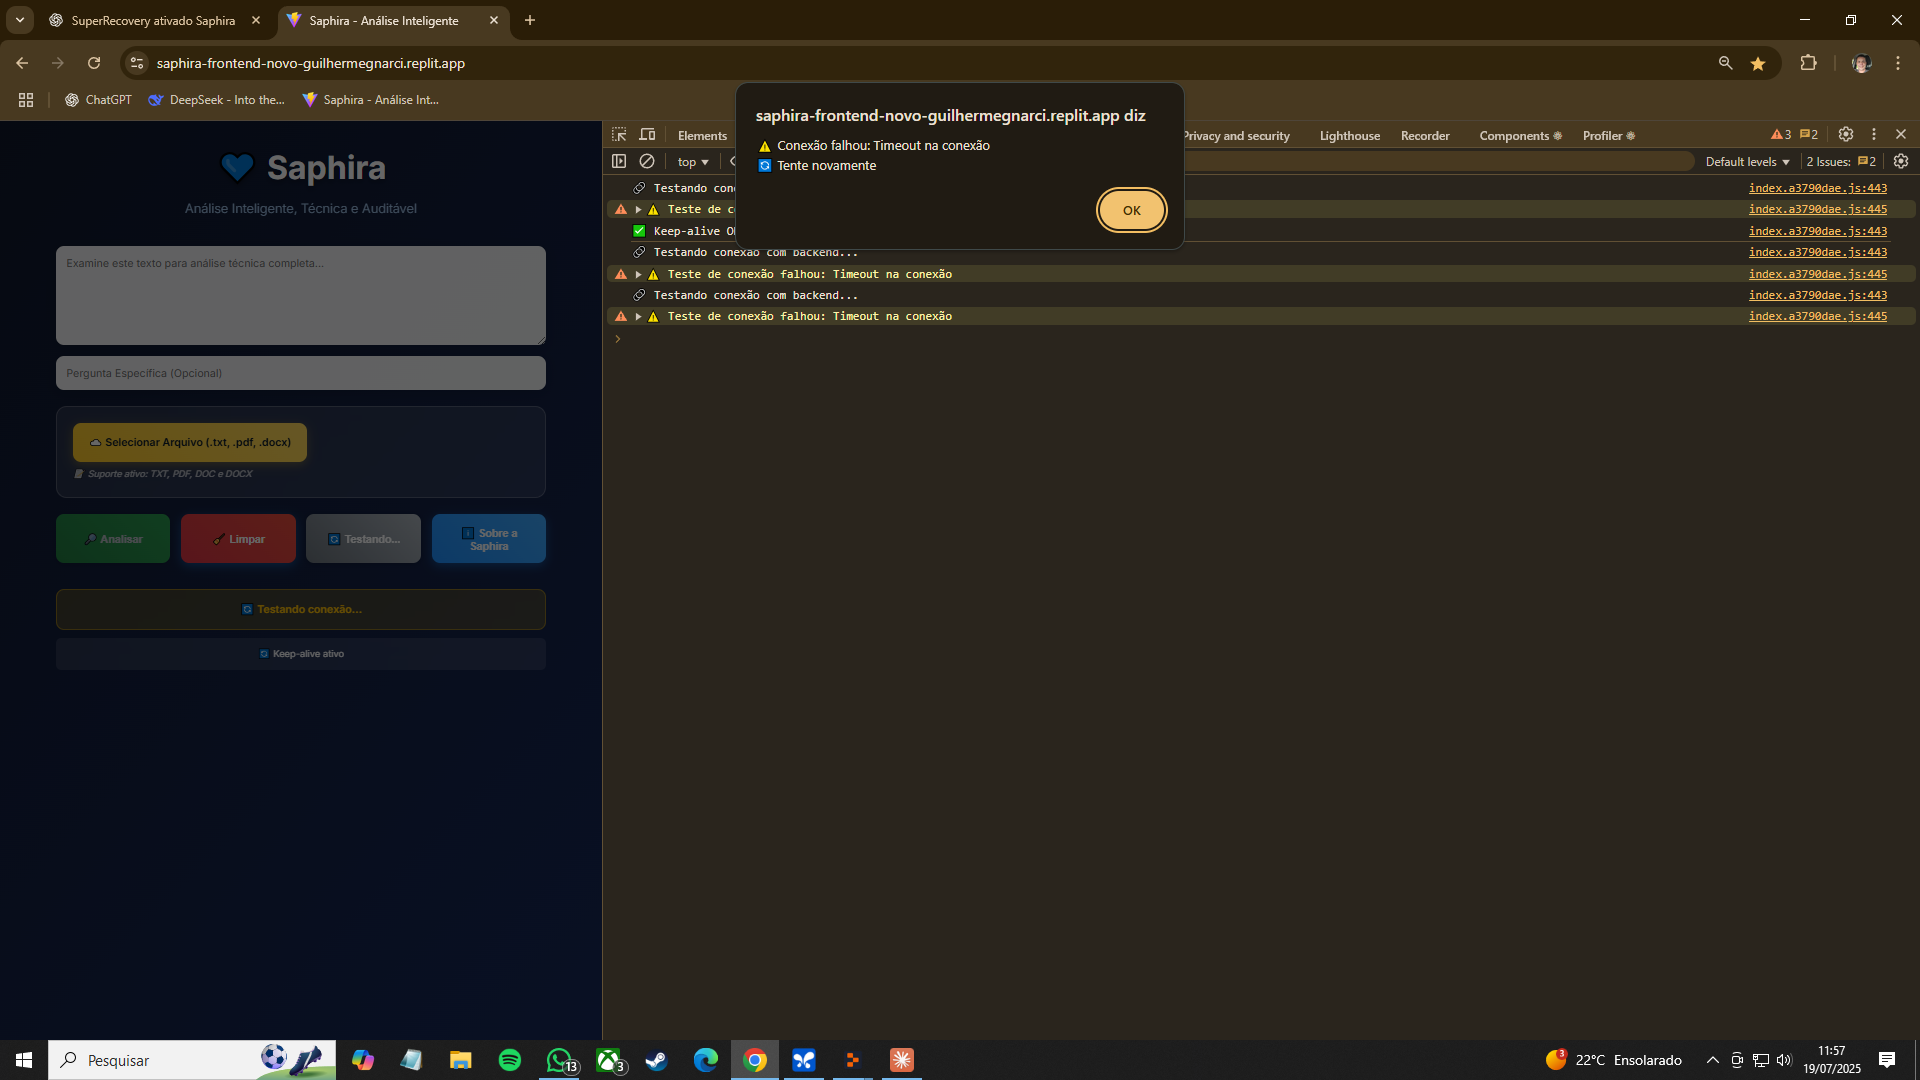 SuperRecovery ativado Saphira
Saphira - Análise Inteligente
saphira-frontend-novo-guilhermegnarci.replit.app
ChatGPT
DeepSeek - Into the...
Saphira - Análise Int...
saphira-frontend-novo-guilhermegnarci.replit.app diz
Conexão falhou: Timeout na conexão
Tente novamente
OK
Saphira
Análise Inteligente, Técnica e Auditável
Examine este texto para análise técnica completa...
Pergunta Específica (Opcional)
Selecionar Arquivo (.txt, .pdf, .docx)
Suporte ativo: TXT, PDF, DOC e DOCX
Analisar
Limpar
Testando...
Sobre a Saphira
Testando conexão...
Keep-alive ativo
Elements
Privacy and security
Lighthouse
Recorder
Components
Profiler
3
2
top
Default levels
2 Issues:
2
Testando con
index.a3790dae.js:443
Teste de c
index.a3790dae.js:445
Keep-alive O
index.a3790dae.js:443
Testando conexão com backend...
index.a3790dae.js:443
Teste de conexão falhou: Timeout na conexão
index.a3790dae.js:445
Testando conexão com backend...
index.a3790dae.js:443
Teste de conexão falhou: Timeout na conexão
index.a3790dae.js:445
Pesquisar
13
3
3
22°C Ensolarado
11:57
19/07/2025